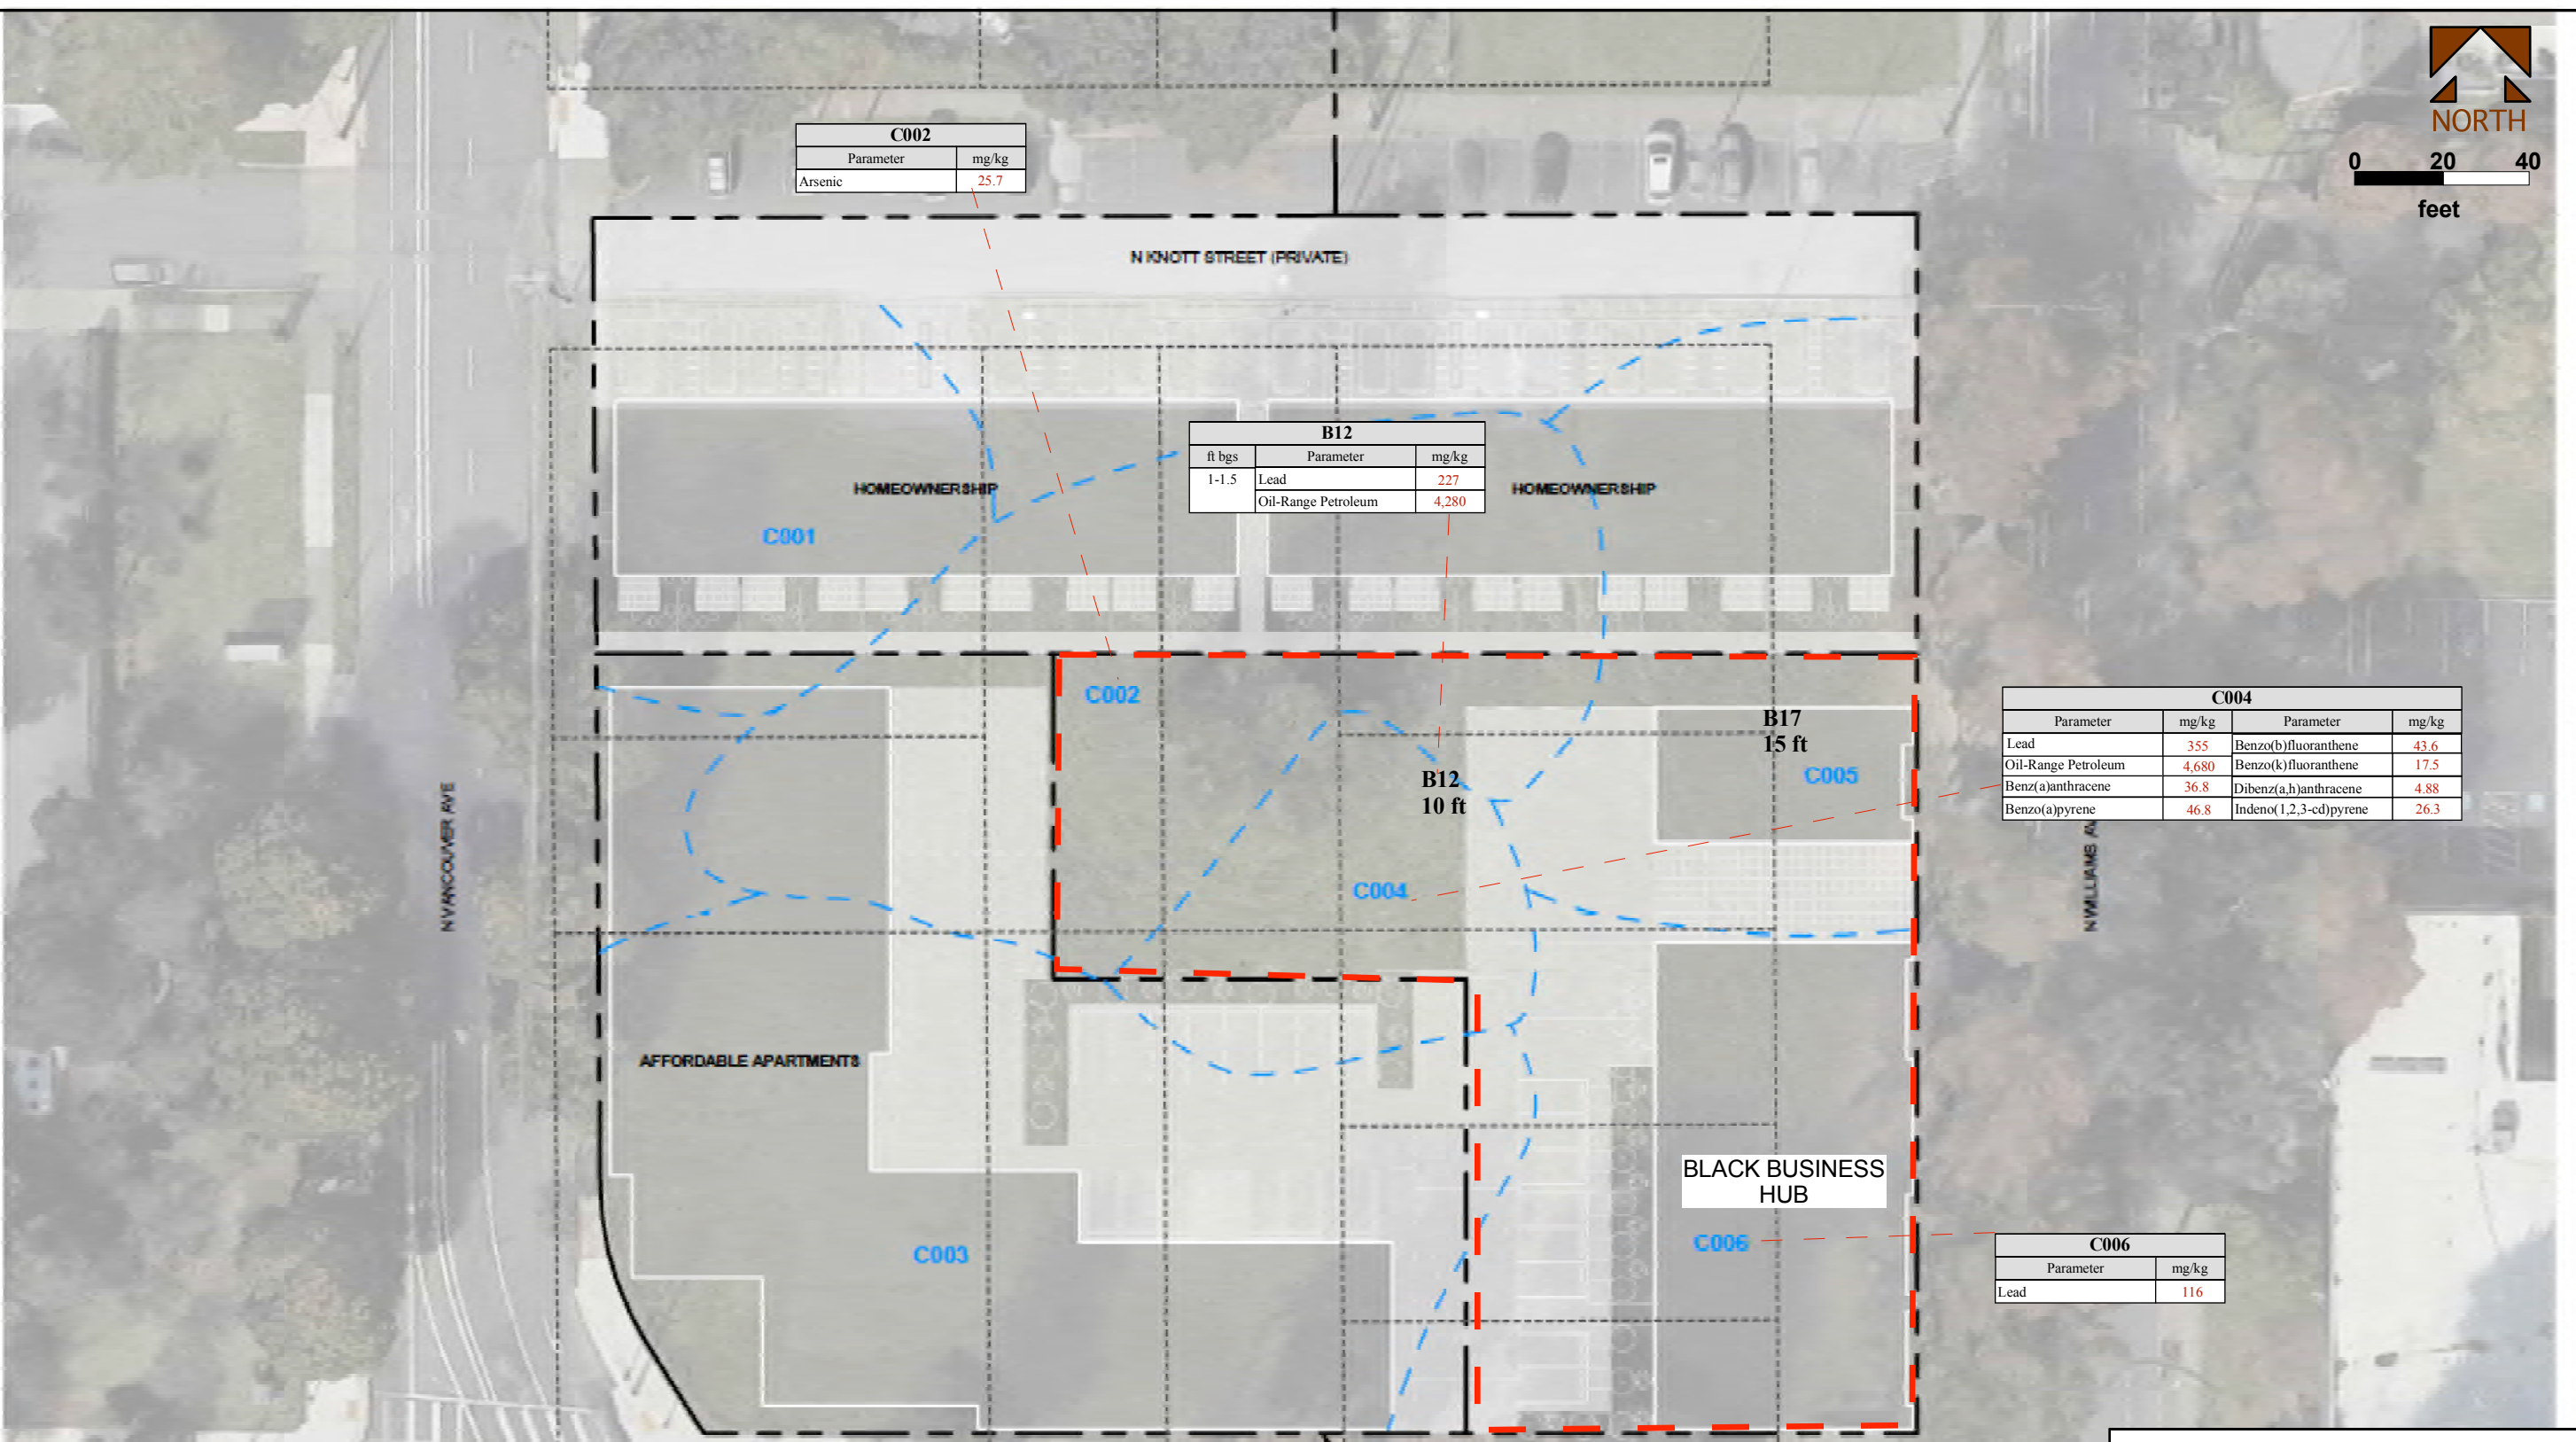 NORTH
0 20 40
feet
C002
Parameter mg/kg
Arsenic 25.7
N KNOTT STREET (PRIVATE)
B12
ft bgs Parameter mg/kg
1-1.5 Lead 227
Oil-Range Petroleum 4,280
HOMEOWNERSHIP
HOMEOWNERSHIP
C001
C002
B17
15 ft
C005
B12
10 ft
C004
C004
Parameter mg/kg Parameter mg/kg
Lead 355 Benzo(b)fluoranthene 43.6
Oil-Range Petroleum 4,680 Benzo(k)fluoranthene 17.5
Benz(a)anthracene 36.8 Dibenz(a,h)anthracene 4.88
Benzo(a)pyrene 46.8 Indeno(1,2,3-cd)pyrene 26.3
N VANCOUVER AVE
N WILLIAMS AV
AFFORDABLE APARTMENTS
BLACK BUSINESS
HUB
C003
C006
C006
Parameter mg/kg
Lead 116